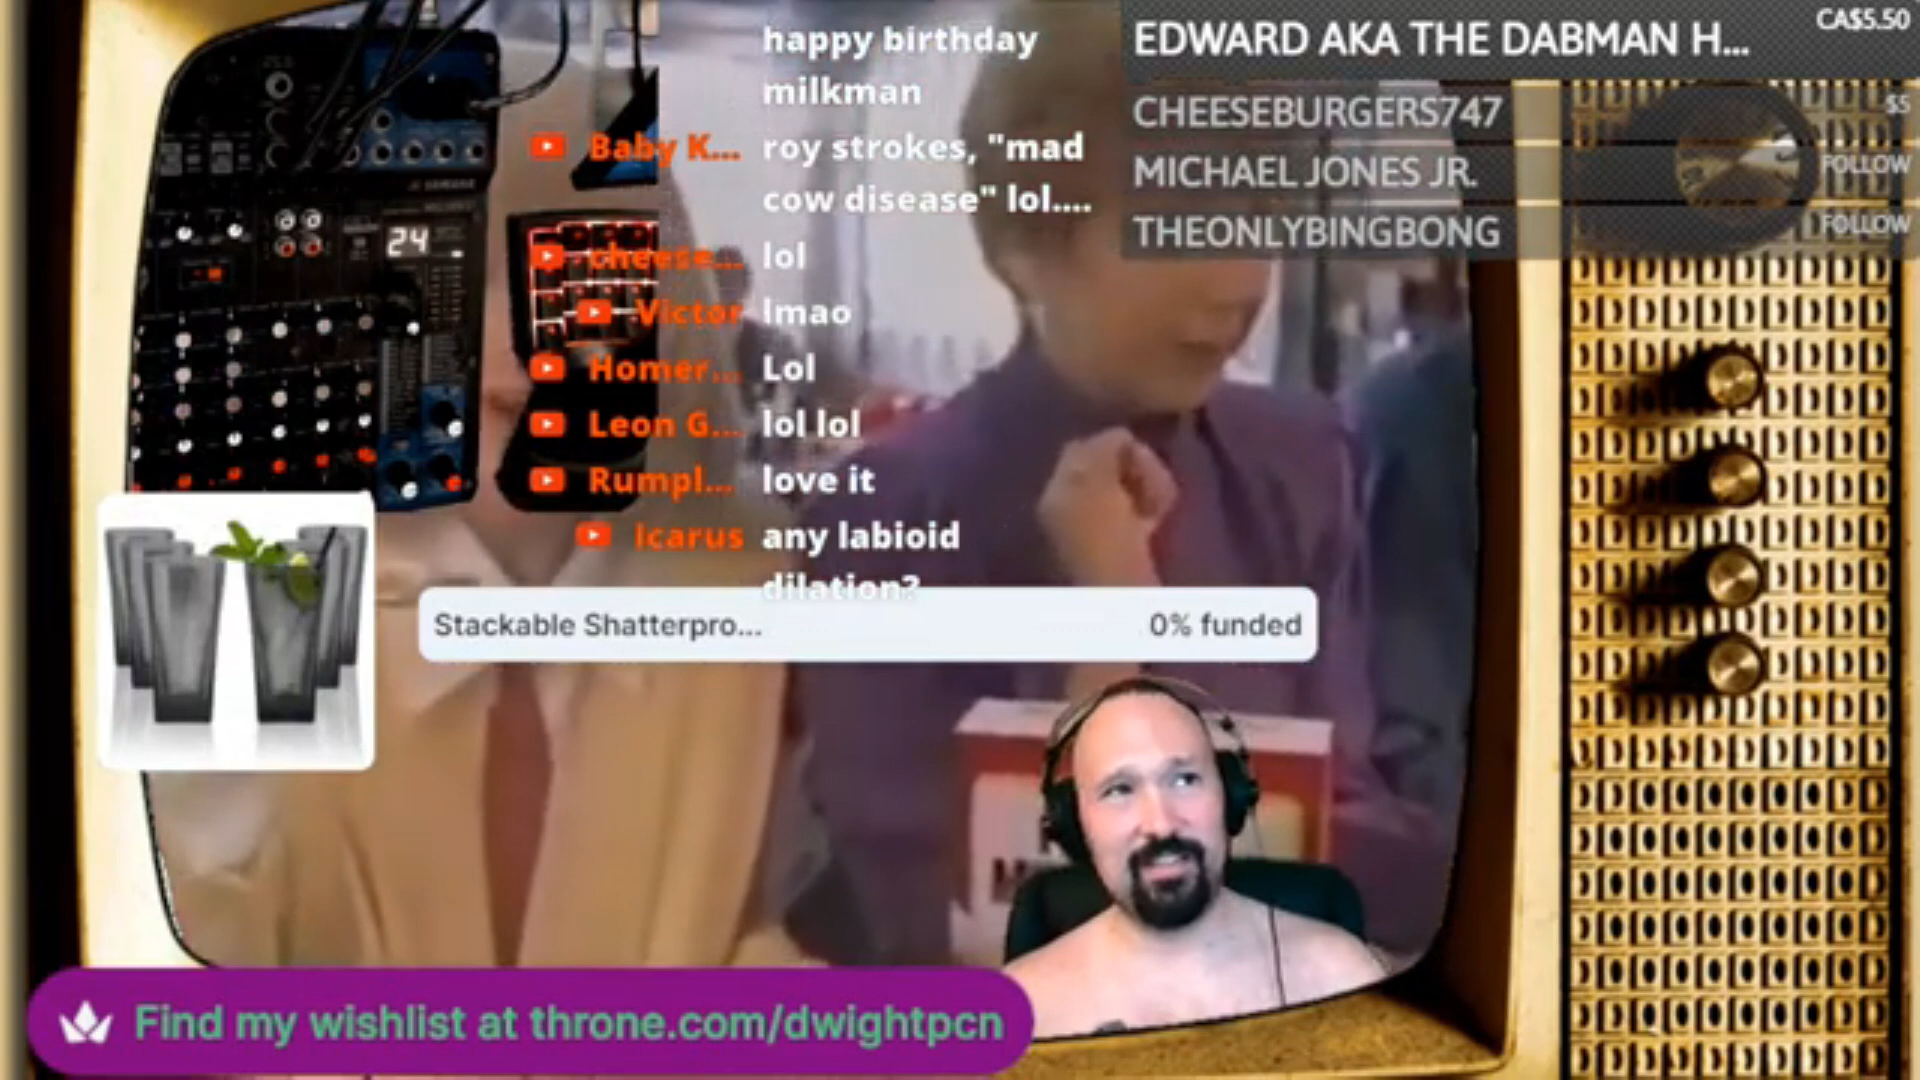 happy birthday
milkman
Baby K... roy strokes, "mad
cow disease" lol....
cheese... lol
Victor lmao
Homer... Lol
Leon G... lol lol
Rumpl... love it
Icarus any labioid
dilation?
EDWARD AKA THE DABMAN H... CA$5.50
CHEESEBURGERS747 $5
MICHAEL JONES JR. FOLLOW
THEONLYBINGBONG FOLLOW
24
Stackable Shatterpro... 0% funded
Find my wishlist at throne.com/dwightpcn